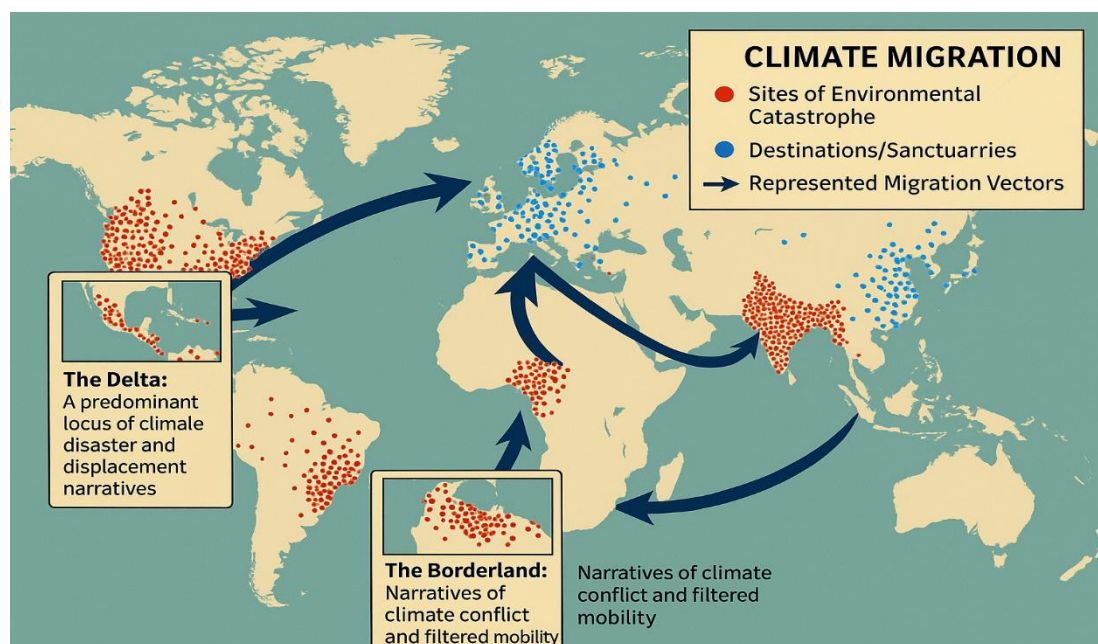 CLIMATE MIGRATION
Sites of Environmental
Catastrophe
Destinations/Sanctuarries
Represented Migration Vectors
The Delta:
A predominant
locus of climale
disaster and
displacement
narratives
The Borderland:
Narratives of
climate conflict
and filtered mobility
Narratives of climate
conflict and filtered
mobility